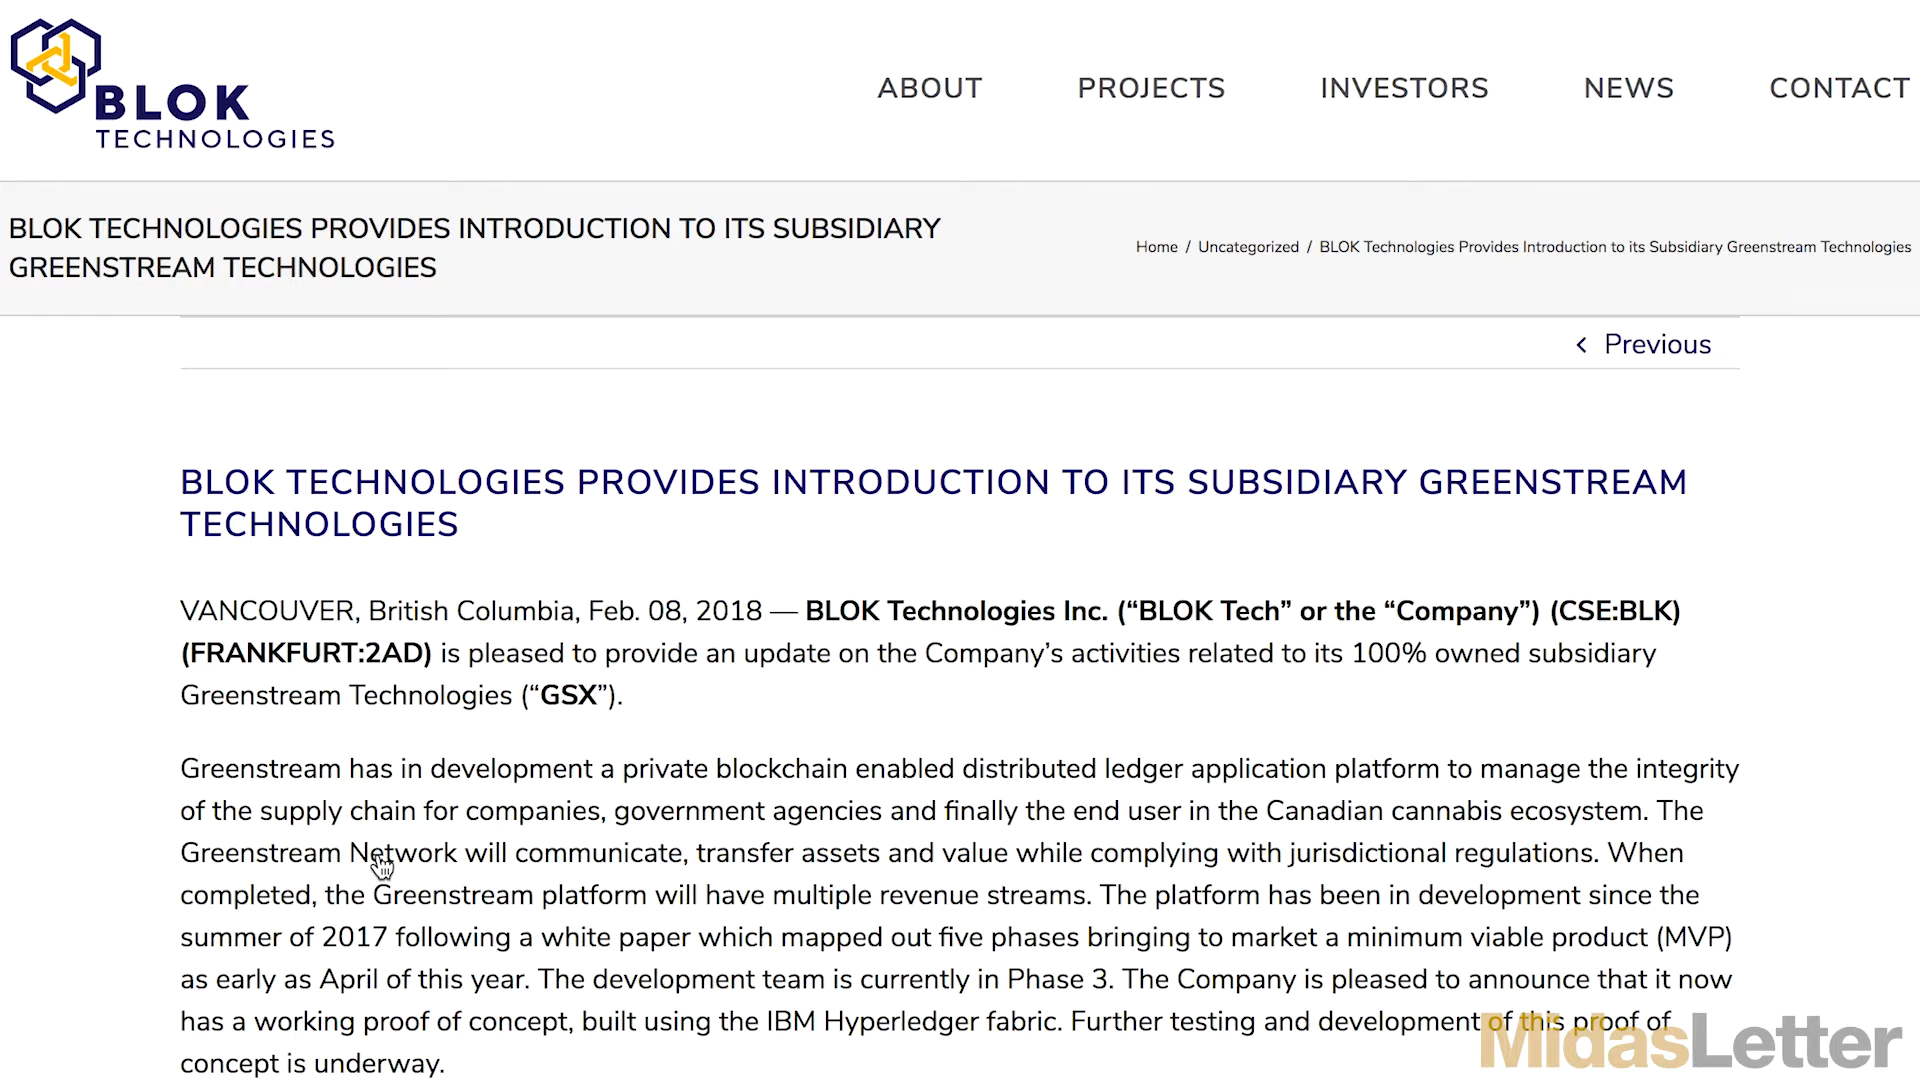 BLOK
TECHNOLOGIES
ABOUT PROJECTS INVESTORS NEWS CONTACT
BLOK TECHNOLOGIES PROVIDES INTRODUCTION TO ITS SUBSIDIARY
GREENSTREAM TECHNOLOGIES
Home / Uncategorized / BLOK Technologies Provides Introduction to its Subsidiary Greenstream Technologies
Previous
BLOK TECHNOLOGIES PROVIDES INTRODUCTION TO ITS SUBSIDIARY GREENSTREAM
TECHNOLOGIES
VANCOUVER, British Columbia, Feb. 08, 2018 — BLOK Technologies Inc. (“BLOK Tech” or the “Company”) (CSE:BLK)
(FRANKFURT:2AD) is pleased to provide an update on the Company’s activities related to its 100% owned subsidiary
Greenstream Technologies (“GSX”).
Greenstream has in development a private blockchain enabled distributed ledger application platform to manage the integrity
of the supply chain for companies, government agencies and finally the end user in the Canadian cannabis ecosystem. The
Greenstream Network will communicate, transfer assets and value while complying with jurisdictional regulations. When
completed, the Greenstream platform will have multiple revenue streams. The platform has been in development since the
summer of 2017 following a white paper which mapped out five phases bringing to market a minimum viable product (MVP)
as early as April of this year. The development team is currently in Phase 3. The Company is pleased to announce that it now
has a working proof of concept, built using the IBM Hyperledger fabric. Further testing and development of this proof of
concept is underway.
MidasLetter